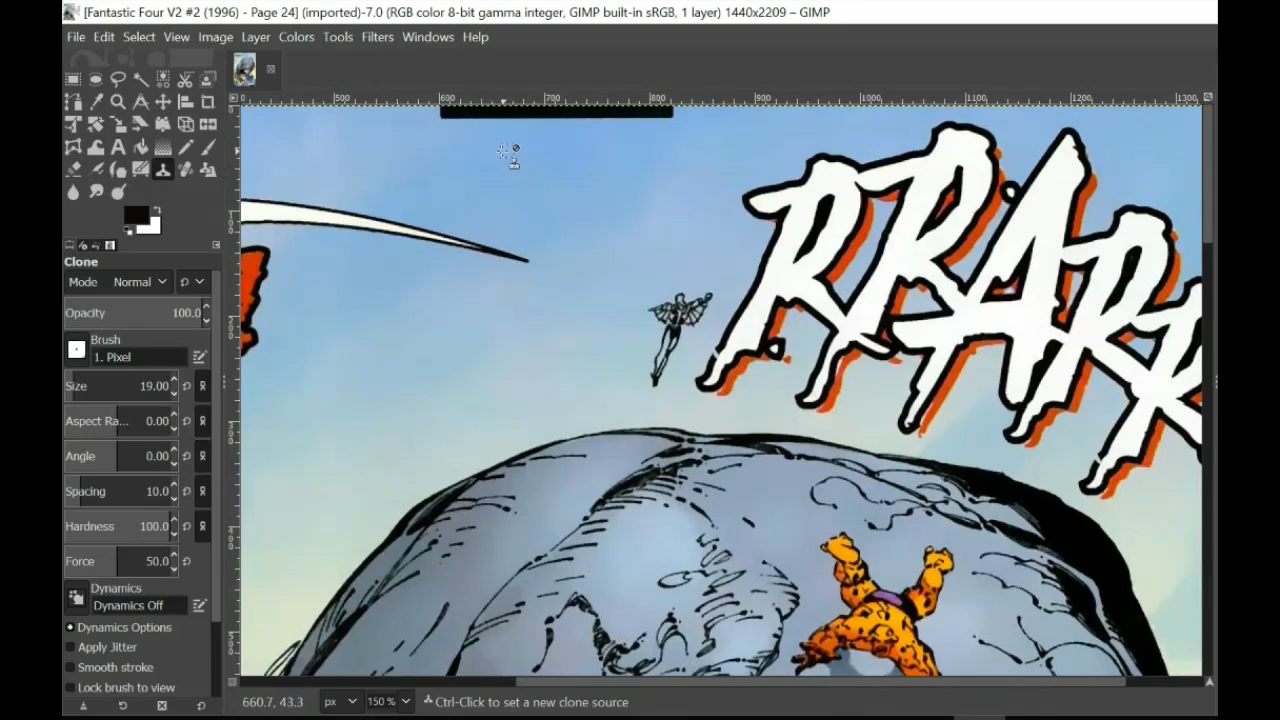 [Fantastic Four V2 #2 (1996) - Page 24] (imported)-7.0 (RGB color 8-bit gamma integer, GIMP built-in sRGB, 1 layer) 1440x2209 – GIMP
File Edit Select View Image Layer Colors Tools Filters Windows Help
0 500 600 700 800 900 1000 1100 1200 1300
Clone
Mode Normal
Opacity 100.0
Brush
1. Pixel
Size 19.00
Aspect Ra... 0.00
Angle 0.00
Spacing 10.0
Hardness 100.0
Force 50.0
Dynamics
Dynamics Off
Dynamics Options
Apply Jitter
Smooth stroke
Lock brush to view
660.7, 43.3 px 150 % Ctrl-Click to set a new clone source